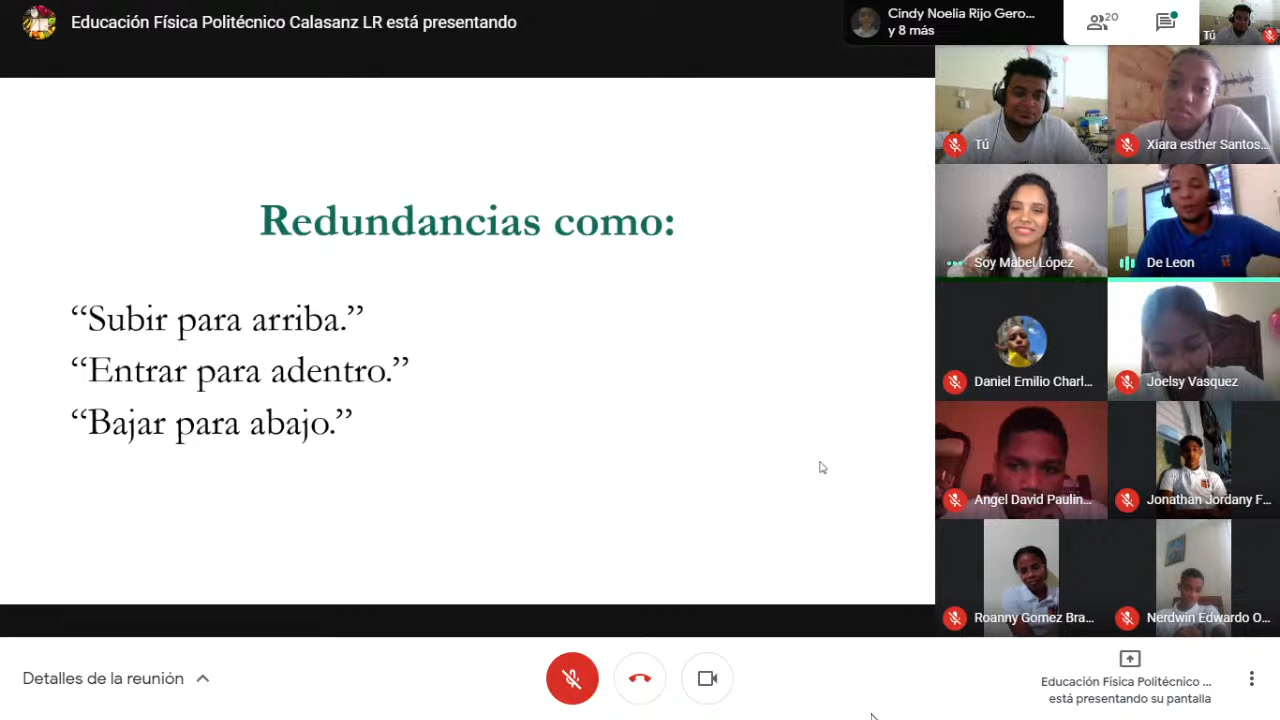 Educación Física Politécnico Calasanz LR está presentando
Cindy Noelia Rijo Gero...
y 8 más
20
Tú
Redundancias como:
“Subir para arriba.”
“Entrar para adentro.”
“Bajar para abajo.”
Tú
Xiara esther Santos...
Soy Mabel López
De Leon
Daniel Emilio Charl...
Joelsy Vasquez
Angel David Paulin...
Jonathan Jordany F...
Roanny Gomez Bra...
Nerdwin Edwardo O...
Detalles de la reunión
Educación Física Politécnico ...
está presentando su pantalla